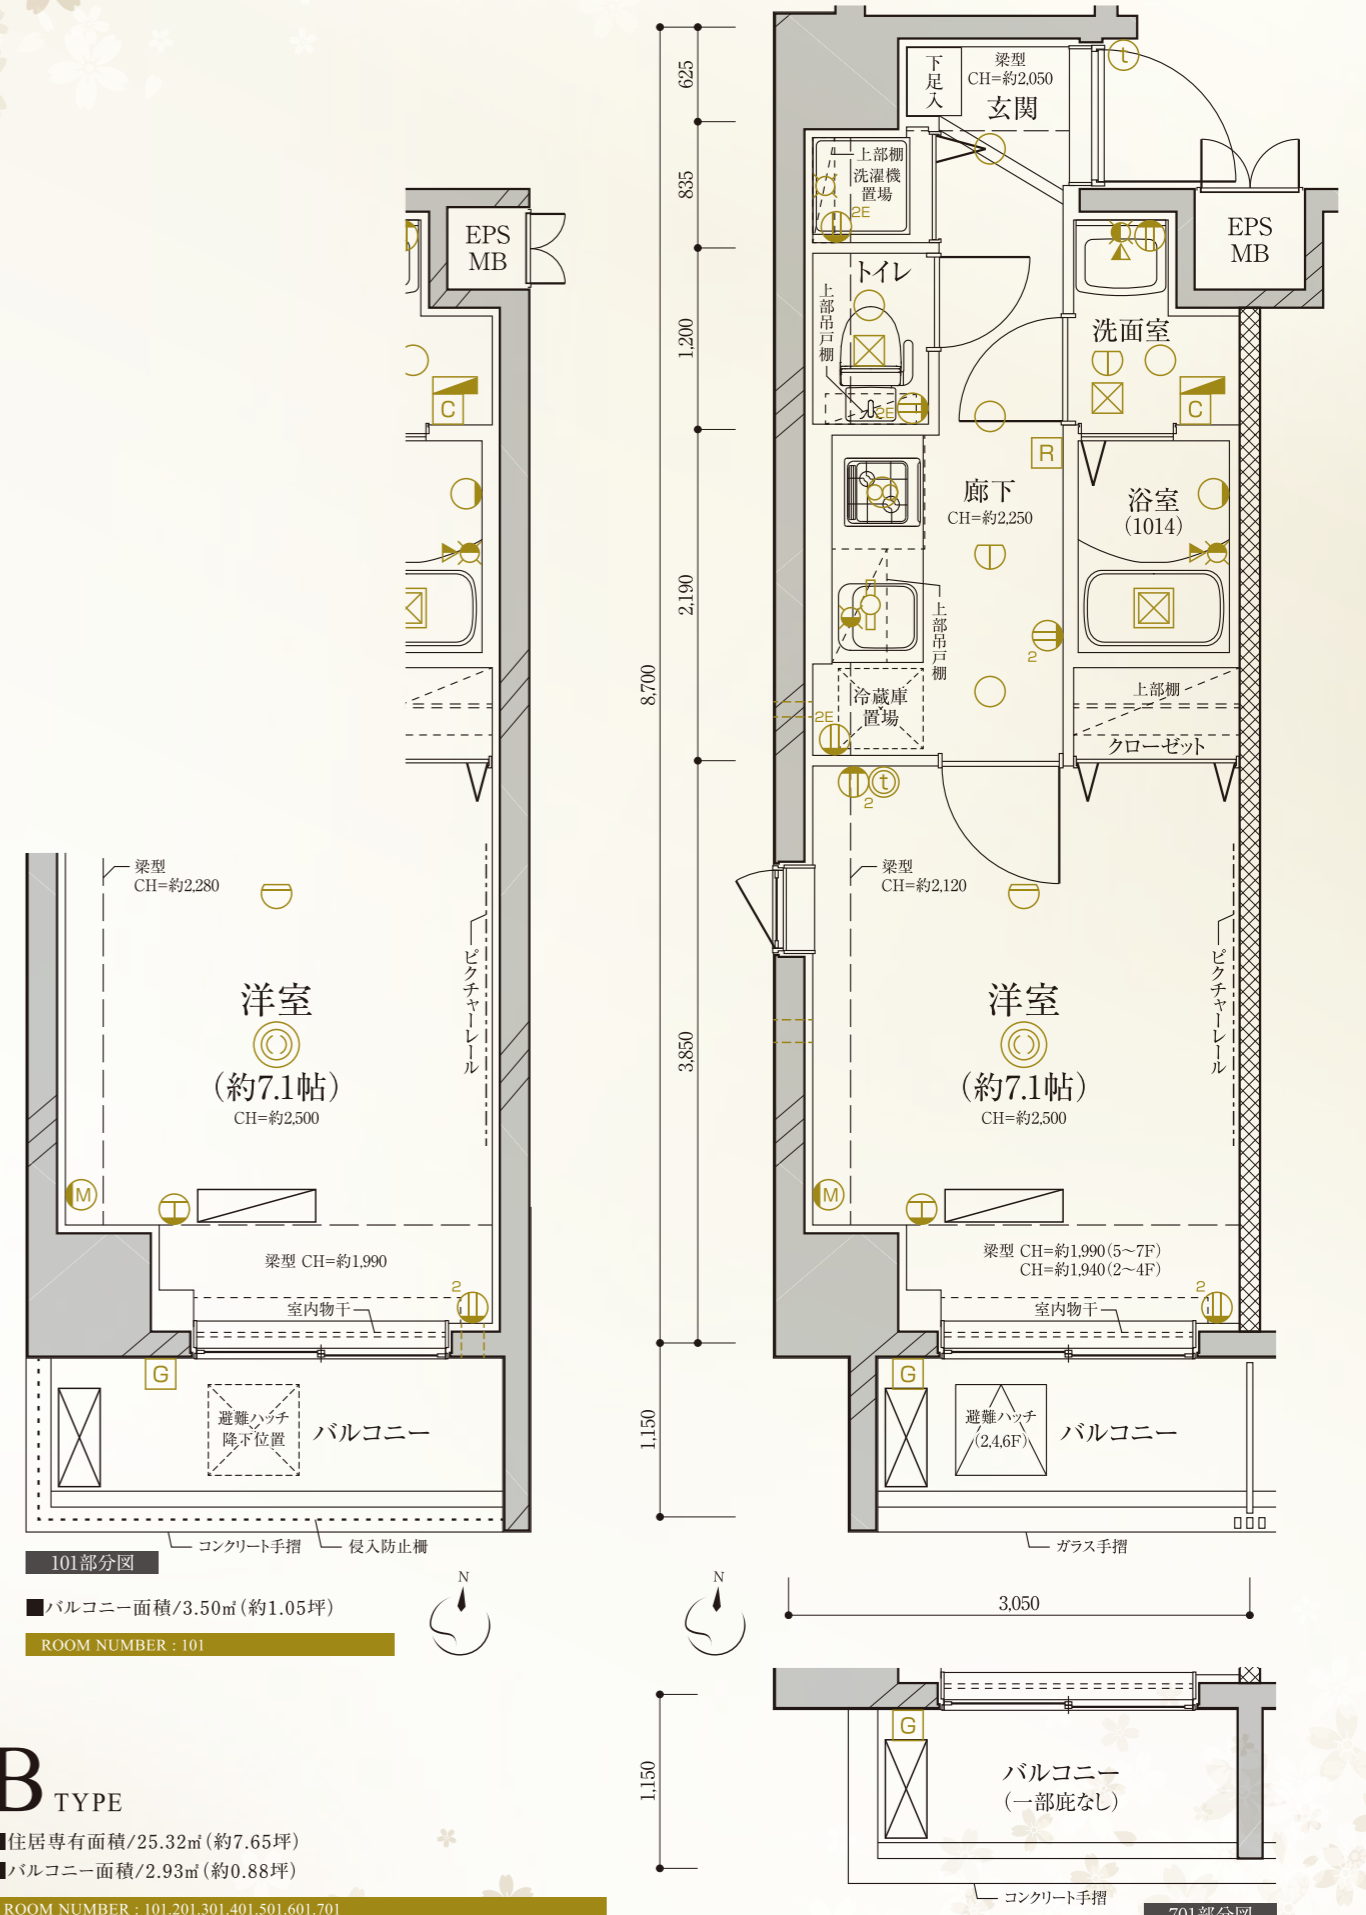 625
835
1,200
2,190
3,850
8,700
1,150
下足入
梁型
CH=約2,050
玄関
t
上部棚
洗濯機
置場
2E
トイレ
上部吊戸棚
2E
EPS
MB
洗面室
C
R
廊下
CH=約2,250
浴室
(1014)
上部吊戸棚
2
冷蔵庫
置場
2E
上部棚
クローゼット
2
t
梁型
CH=約2,120
ピクチャーレール
洋室
(約7.1帖)
CH=約2,500
M
梁型 CH=約1,990(5〜7F)
CH=約1,940(2〜4F)
2
室内物干
G
避難ハッチ
(2,4,6F)
バルコニー
ガラス手摺
N
3,050
EPS
MB
C
梁型
CH=約2,280
ピクチャーレール
洋室
(約7.1帖)
CH=約2,500
M
梁型 CH=約1,990
2
室内物干
G
避難ハッチ
降下位置
バルコニー
コンクリート手摺
侵入防止柵
101部分図
■バルコニー面積/3.50㎡(約1.05坪)
ROOM NUMBER : 101
N
1,150
G
バルコニー
(一部庇なし)
コンクリート手摺
701部分図
B TYPE
■住居専有面積/25.32㎡(約7.65坪)
■バルコニー面積/2.93㎡(約0.88坪)
ROOM NUMBER : 101.201.301.401.501.601.701